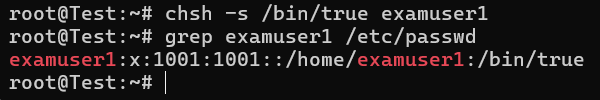 root@Test:~# chsh -s /bin/true examuser1
root@Test:~# grep examuser1 /etc/passwd
examuser1:x:1001:1001::/home/examuser1:/bin/true
root@Test:~#